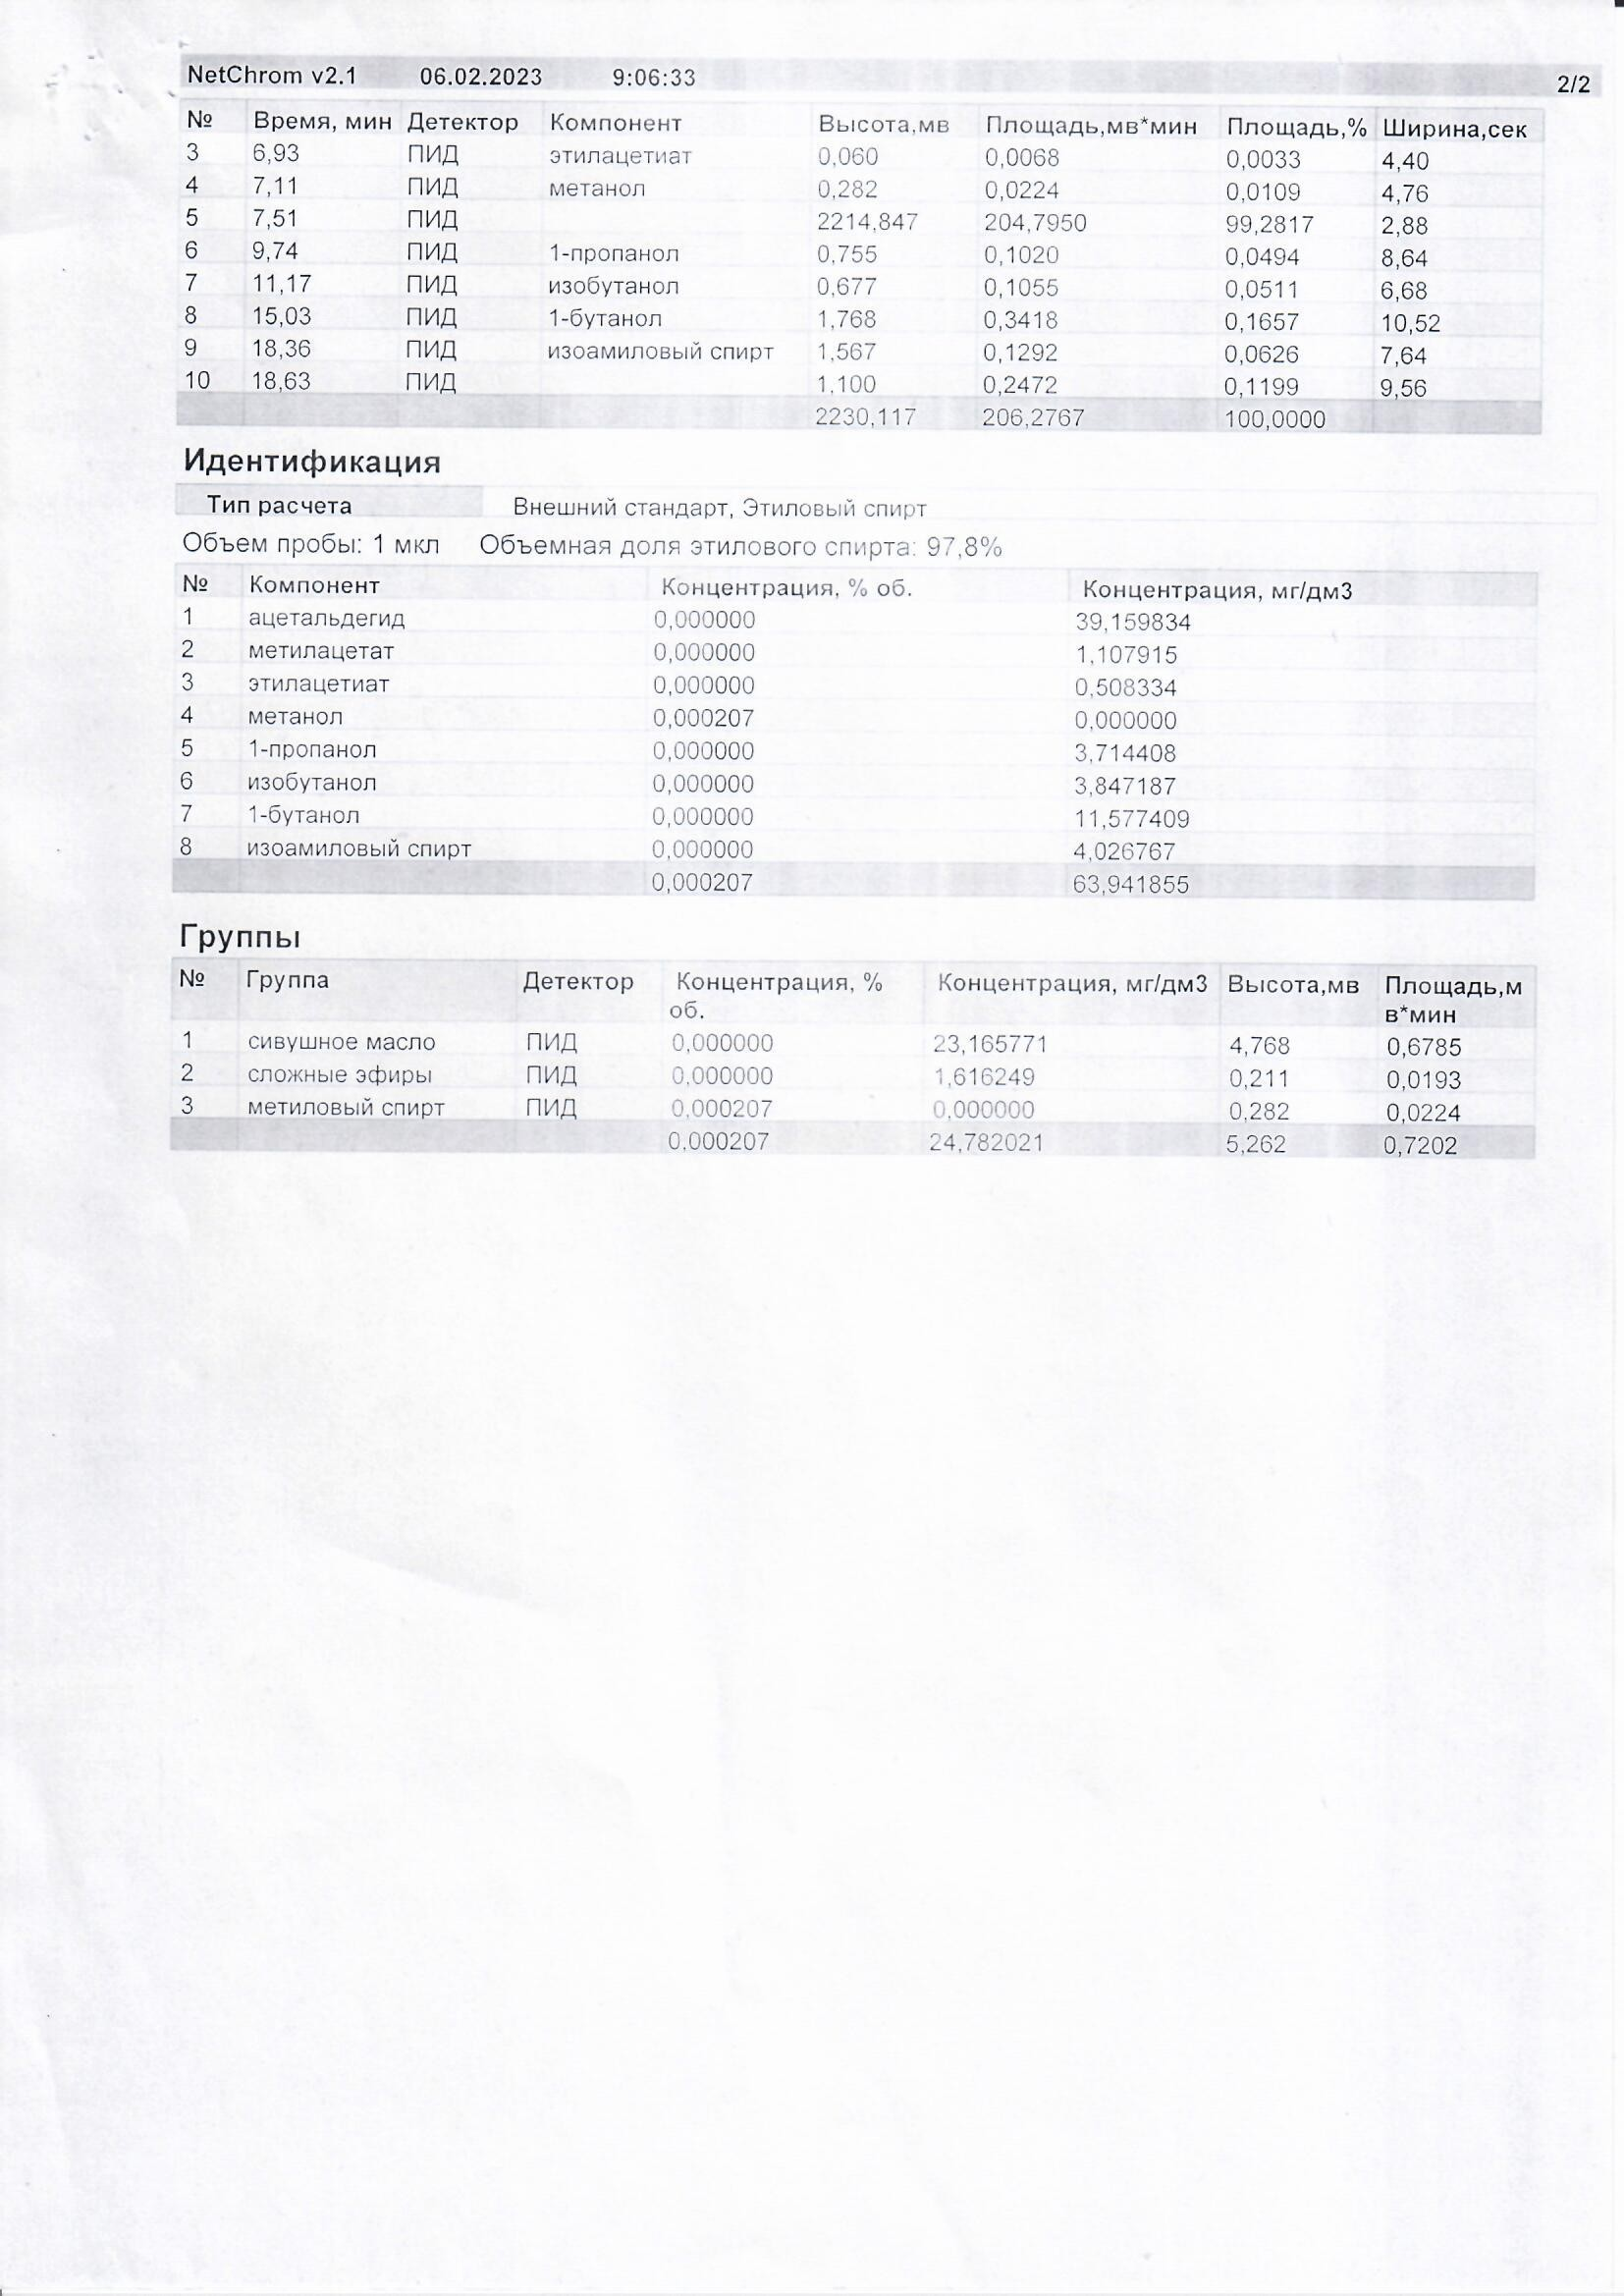 NetChrom v2.1 06.02.2023 9:06:33 2/2
№ Время, мин Детектор Компонент Высота,мв Площадь,мв*мин Площадь,% Ширина,сек
3 6,93 ПИД этилацетиат 0,060 0,0068 0,0033 4,40
4 7,11 ПИД метанол 0,282 0,0224 0,0109 4,76
5 7,51 ПИД 2214,847 204,7950 99,2817 2,88
6 9,74 ПИД 1-пропанол 0,755 0,1020 0,0494 8,64
7 11,17 ПИД изобутанол 0,677 0,1055 0,0511 6,68
8 15,03 ПИД 1-бутанол 1,768 0,3418 0,1657 10,52
9 18,36 ПИД изоамиловый спирт 1,567 0,1292 0,0626 7,64
10 18,63 ПИД 1,100 0,2472 0,1199 9,56
2230,117 206,2767 100,0000
Идентификация
Тип расчета Внешний стандарт, Этиловый спирт
Объем пробы: 1 мкл Объемная доля этилового спирта: 97,8%
№ Компонент Концентрация, % об. Концентрация, мг/дм3
1 ацетальдегид 0,000000 39,159834
2 метилацетат 0,000000 1,107915
3 этилацетиат 0,000000 0,508334
4 метанол 0,000207 0,000000
5 1-пропанол 0,000000 3,714408
6 изобутанол 0,000000 3,847187
7 1-бутанол 0,000000 11,577409
8 изоамиловый спирт 0,000000 4,026767
0,000207 63,941855
Группы
№ Группа Детектор Концентрация, % Концентрация, мг/дм3 Высота,мв Площадь,м
об. в*мин
1 сивушное масло ПИД 0,000000 23,165771 4,768 0,6785
2 сложные эфиры ПИД 0,000000 1,616249 0,211 0,0193
3 метиловый спирт ПИД 0,000207 0,000000 0,282 0,0224
0,000207 24,782021 5,262 0,7202